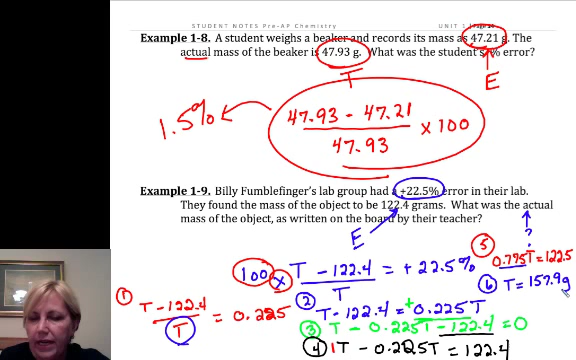 STUDENT NOTES Pre-AP Chemistry UNIT 1
Example 1-8. A student weighs a beaker and records its mass as 47.21 g. The
actual mass of the beaker is 47.93 g. What was the student's % error?
T
E
47.93 - 47.21
47.93
x 100
1.5%
Example 1-9. Billy Fumblefinger's lab group had a +22.5% error in their lab.
They found the mass of the object to be 122.4 grams. What was the actual
mass of the object, as written on the board by their teacher?
E
?
100 x T - 122.4 = +22.5%
T
① T - 122.4 = 0.225
T
② T - 122.4 = +0.225T
③ T - 0.225T - 122.4 = 0
④ 1T - 0.225T = 122.4
⑤ 0.775T = 122.5
⑥ T = 157.9g